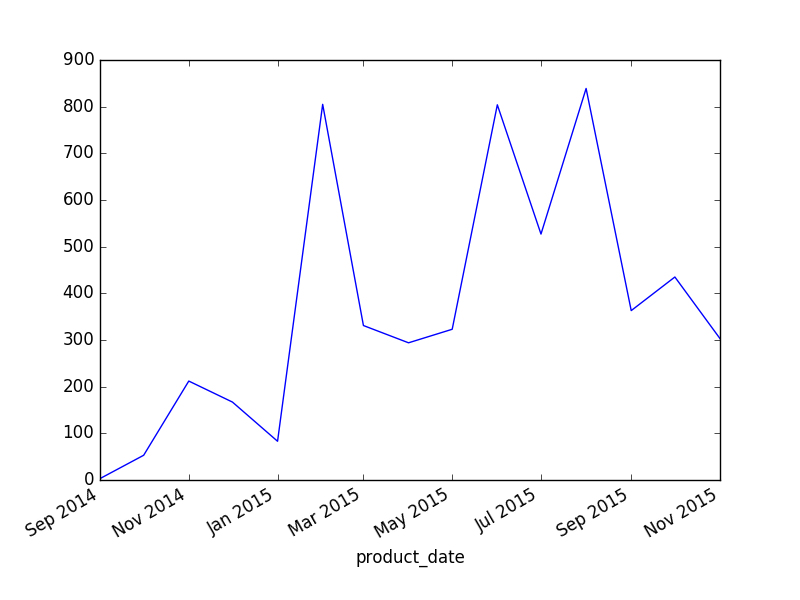 900
800
700
600
500
400
300
200
100
0
Sep 2014
Nov 2014
Jan 2015
Mar 2015
May 2015
Jul 2015
Sep 2015
Nov 2015
product_date